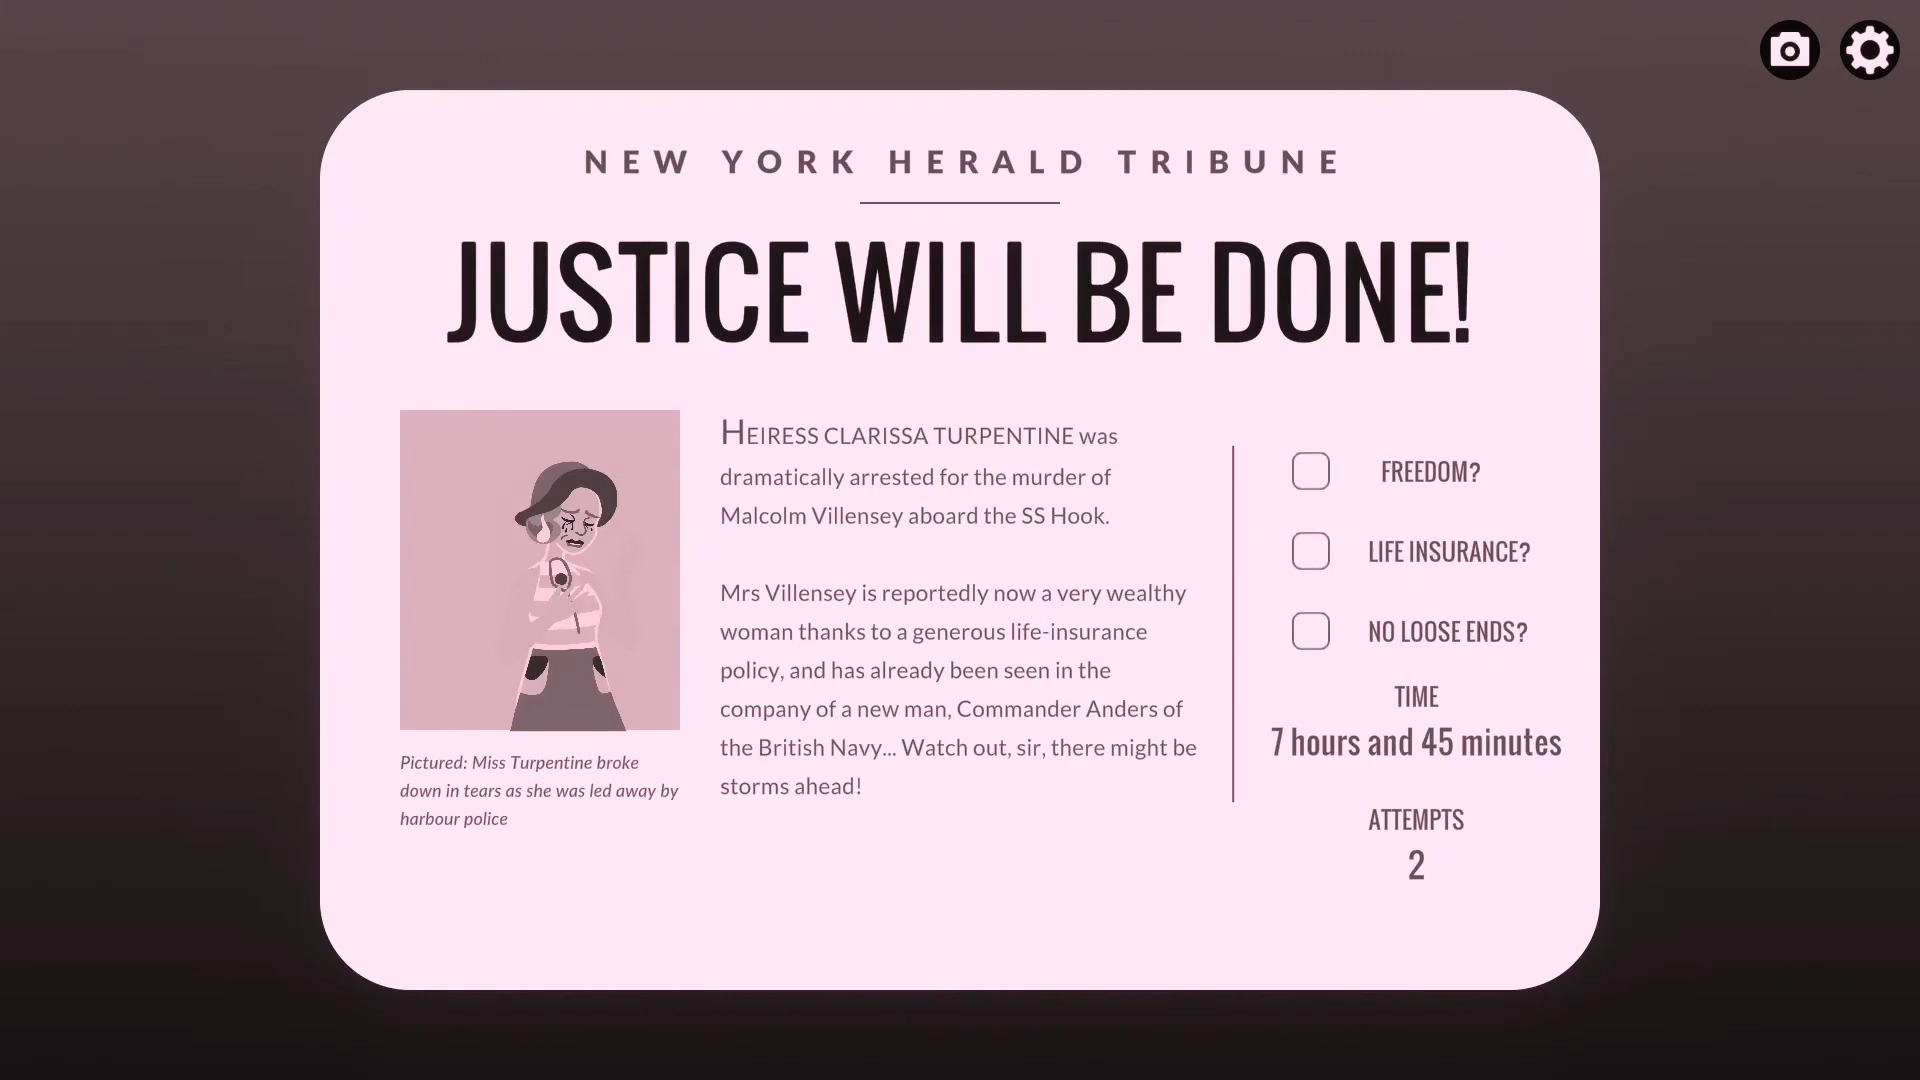 NEW YORK HERALD TRIBUNE
JUSTICE WILL BE DONE!
HEIRESS CLARISSA TURPENTINE was
dramatically arrested for the murder of
Malcolm Villensey aboard the SS Hook.
Mrs Villensey is reportedly now a very wealthy
woman thanks to a generous life-insurance
policy, and has already been seen in the
company of a new man, Commander Anders of
the British Navy... Watch out, sir, there might be
storms ahead!
Pictured: Miss Turpentine broke
down in tears as she was led away by
harbour police
FREEDOM?
LIFE INSURANCE?
NO LOOSE ENDS?
TIME
7 hours and 45 minutes
ATTEMPTS
2